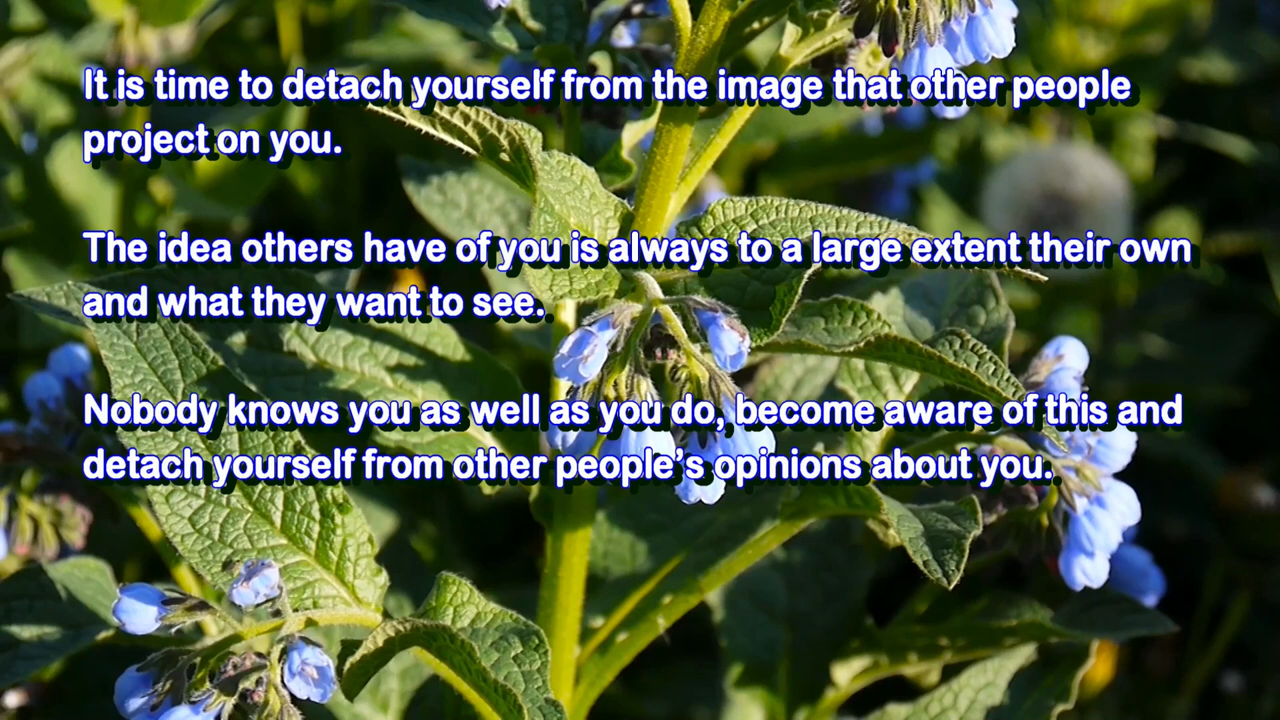 It is time to detach yourself from the image that other people
project on you.
The idea others have of you is always to a large extent their own
and what they want to see.
Nobody knows you as well as you do, become aware of this and
detach yourself from other people’s opinions about you.